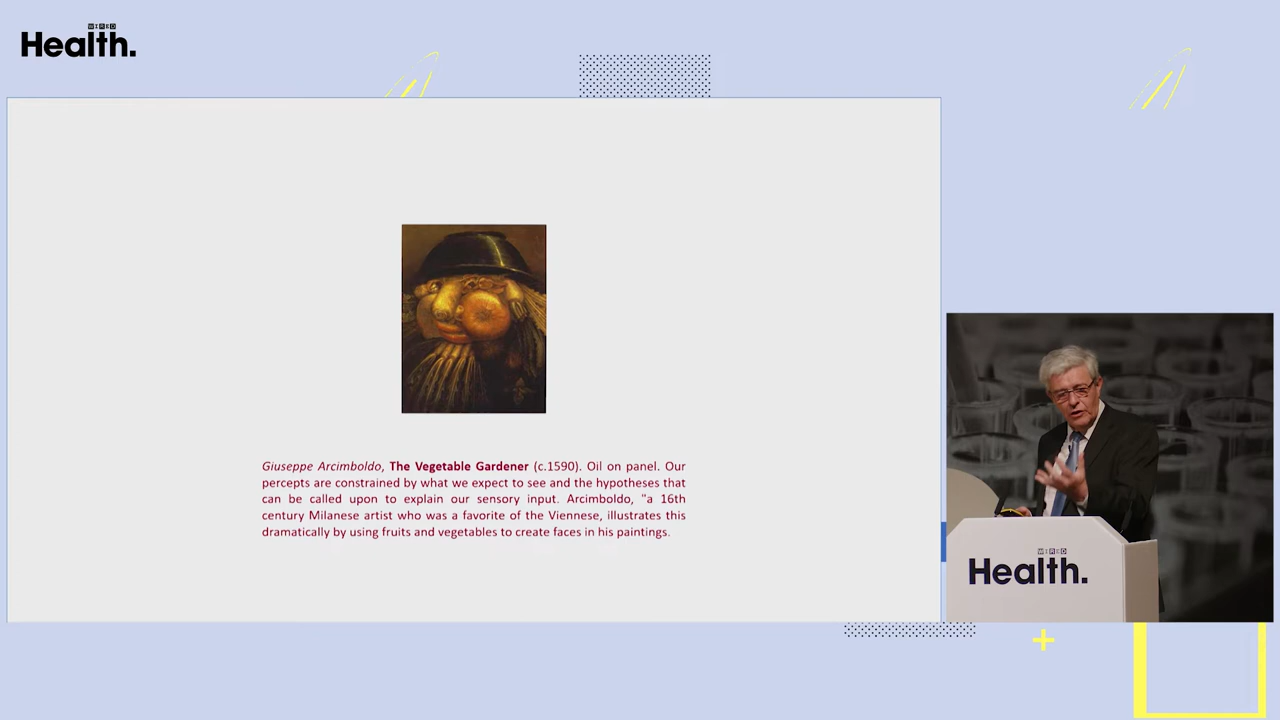 WIRED
Health.
Giuseppe Arcimboldo, The Vegetable Gardener (c.1590). Oil on panel. Our
percepts are constrained by what we expect to see and the hypotheses that
can be called upon to explain our sensory input. Arcimboldo, "a 16th
century Milanese artist who was a favorite of the Viennese, illustrates this
dramatically by using fruits and vegetables to create faces in his paintings.
WIRED
Health.